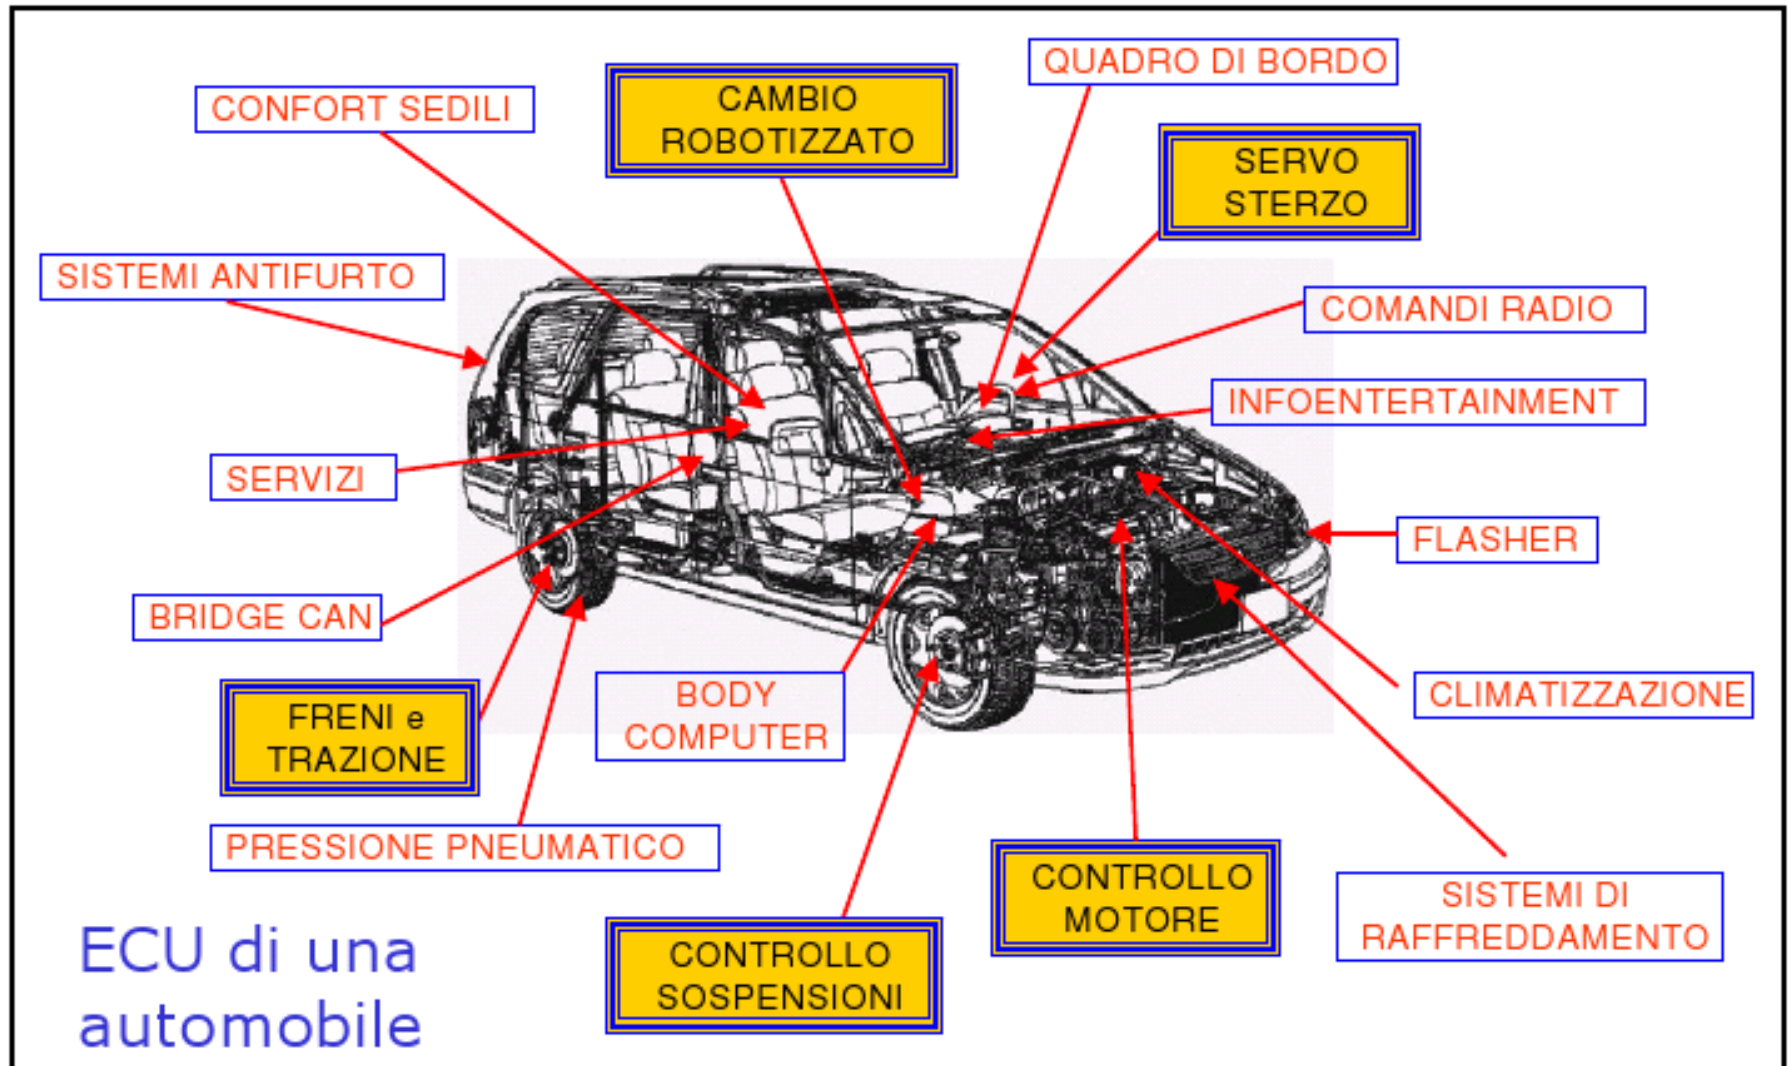 QUADRO DI BORDO
CONFORT SEDILI
CAMBIO
ROBOTIZZATO
SERVO
STERZO
SISTEMI ANTIFURTO
COMANDI RADIO
INFOENTERTAINMENT
SERVIZI
FLASHER
BRIDGE CAN
FRENI e
TRAZIONE
BODY
COMPUTER
CLIMATIZZAZIONE
PRESSIONE PNEUMATICO
CONTROLLO
MOTORE
SISTEMI DI
RAFFREDDAMENTO
CONTROLLO
SOSPENSIONI
ECU di una
automobile